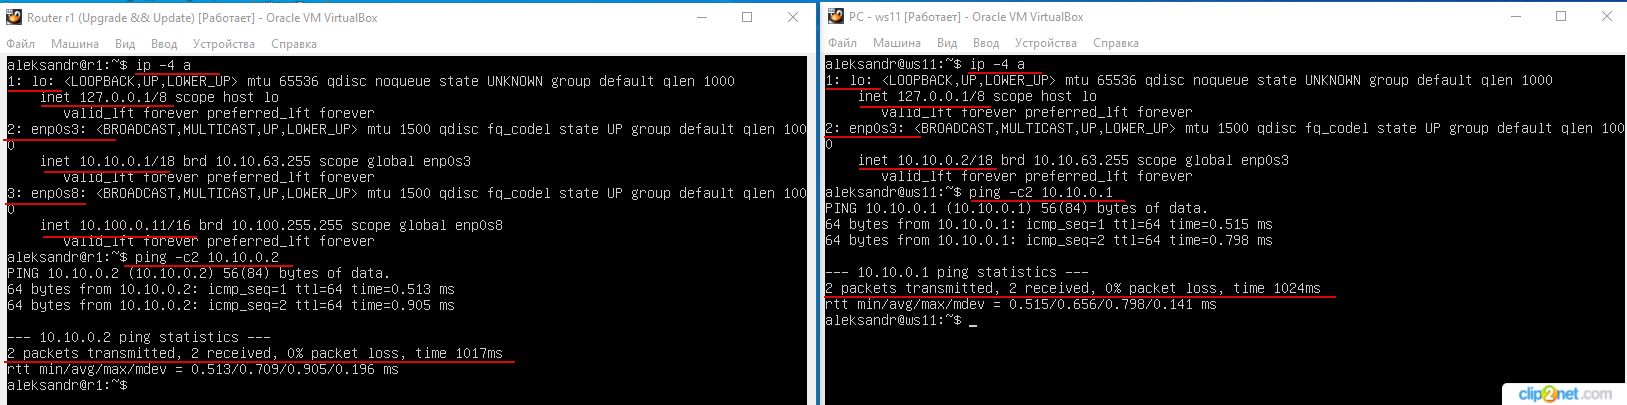 Router r1 (Upgrade && Update) [Работает] - Oracle VM VirtualBox
Файл Машина Вид Ввод Устройства Справка
aleksandr@r1:~$ ip -4 a
1: lo: <LOOPBACK,UP,LOWER_UP> mtu 65536 qdisc noqueue state UNKNOWN group default qlen 1000
inet 127.0.0.1/8 scope host lo
valid_lft forever preferred_lft forever
2: enp0s3: <BROADCAST,MULTICAST,UP,LOWER_UP> mtu 1500 qdisc fq_codel state UP group default qlen 100
0
inet 10.10.0.1/18 brd 10.10.63.255 scope global enp0s3
valid_lft forever preferred_lft forever
3: enp0s8: <BROADCAST,MULTICAST,UP,LOWER_UP> mtu 1500 qdisc fq_codel state UP group default qlen 100
0
inet 10.100.0.11/16 brd 10.100.255.255 scope global enp0s8
valid_lft forever preferred_lft forever
aleksandr@r1:~$ ping -c2 10.10.0.2
PING 10.10.0.2 (10.10.0.2) 56(84) bytes of data.
64 bytes from 10.10.0.2: icmp_seq=1 ttl=64 time=0.513 ms
64 bytes from 10.10.0.2: icmp_seq=2 ttl=64 time=0.905 ms
--- 10.10.0.2 ping statistics ---
2 packets transmitted, 2 received, 0% packet loss, time 1017ms
rtt min/avg/max/mdev = 0.513/0.709/0.905/0.196 ms
aleksandr@r1:~$
PC - ws11 [Работает] - Oracle VM VirtualBox
Файл Машина Вид Ввод Устройства Справка
aleksandr@ws11:~$ ip -4 a
1: lo: <LOOPBACK,UP,LOWER_UP> mtu 65536 qdisc noqueue state UNKNOWN group default qlen 1000
inet 127.0.0.1/8 scope host lo
valid_lft forever preferred_lft forever
2: enp0s3: <BROADCAST,MULTICAST,UP,LOWER_UP> mtu 1500 qdisc fq_codel state UP group default qlen 100
0
inet 10.10.0.2/18 brd 10.10.63.255 scope global enp0s3
valid_lft forever preferred_lft forever
aleksandr@ws11:~$ ping -c2 10.10.0.1
PING 10.10.0.1 (10.10.0.1) 56(84) bytes of data.
64 bytes from 10.10.0.1: icmp_seq=1 ttl=64 time=0.515 ms
64 bytes from 10.10.0.1: icmp_seq=2 ttl=64 time=0.798 ms
--- 10.10.0.1 ping statistics ---
2 packets transmitted, 2 received, 0% packet loss, time 1024ms
rtt min/avg/max/mdev = 0.515/0.656/0.798/0.141 ms
aleksandr@ws11:~$ _
clip2net.com